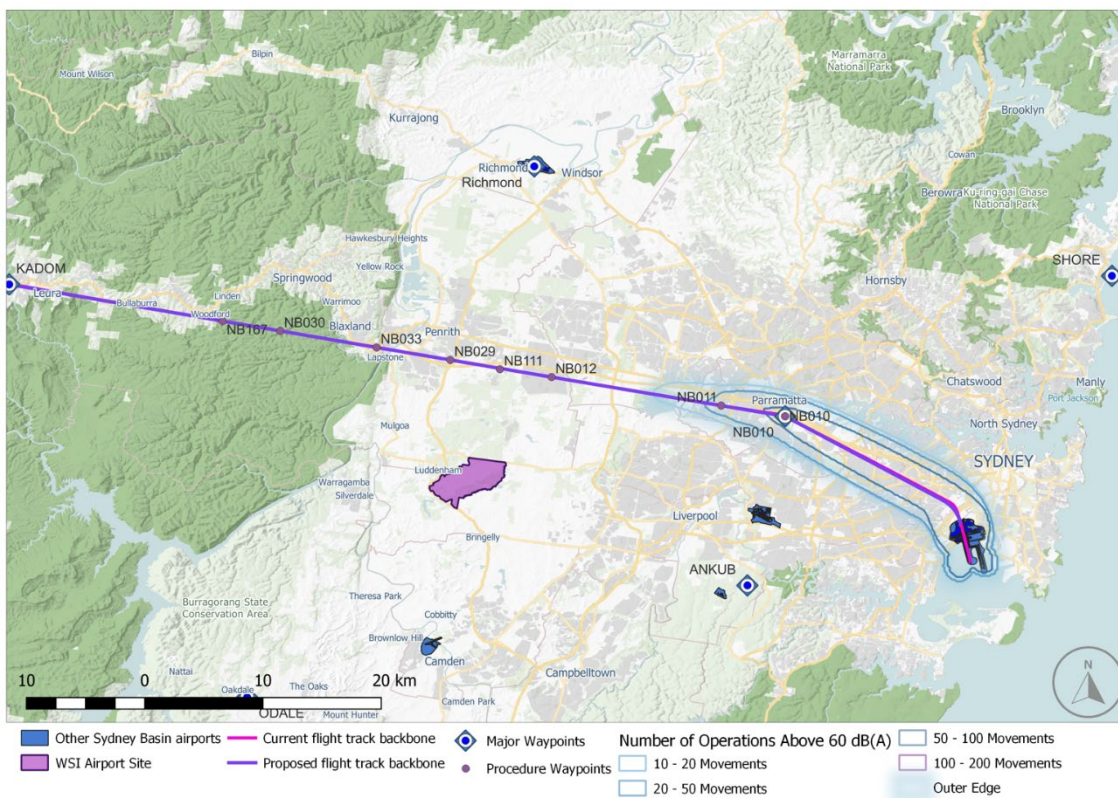 Marramarra
National Park
Bilpin
Mount Wilson
Brooklyn
Kurrajong
Cowan
Richmond
Windsor
Richmond
Berowra
Ku-ring-gai Chase
National Park
Hawkesbury Heights
SHORE
Yellow Rock
KADOM
Springwood
Hornsby
Leura
Linden
Bullaburra
Warrimoo
Woodford
NB167
NB030
Blaxland
Penrith
NB033
Lapstone
NB029
NB111
NB012
Chatswood
Manly
Parramatta
Port Jackson
NB011
NB010
NB010
North Sydney
Mulgoa
SYDNEY
Luddenham
Warragamba
Silverdale
Liverpool
Bringelly
ANKUB
Burragorang State
Conservation Area
Theresa Park
Cobbitty
Brownlow Hill
Camden
Nattai
Campbelltown
N
10 0 10 20 km
Oakdale
The Oaks
Camden Park
ODALE
Mount Hunter
Other Sydney Basin airports
WSI Airport Site
Current flight track backbone
Proposed flight track backbone
Major Waypoints
Procedure Waypoints
Number of Operations Above 60 dB(A)
10 - 20 Movements
20 - 50 Movements
50 - 100 Movements
100 - 200 Movements
Outer Edge